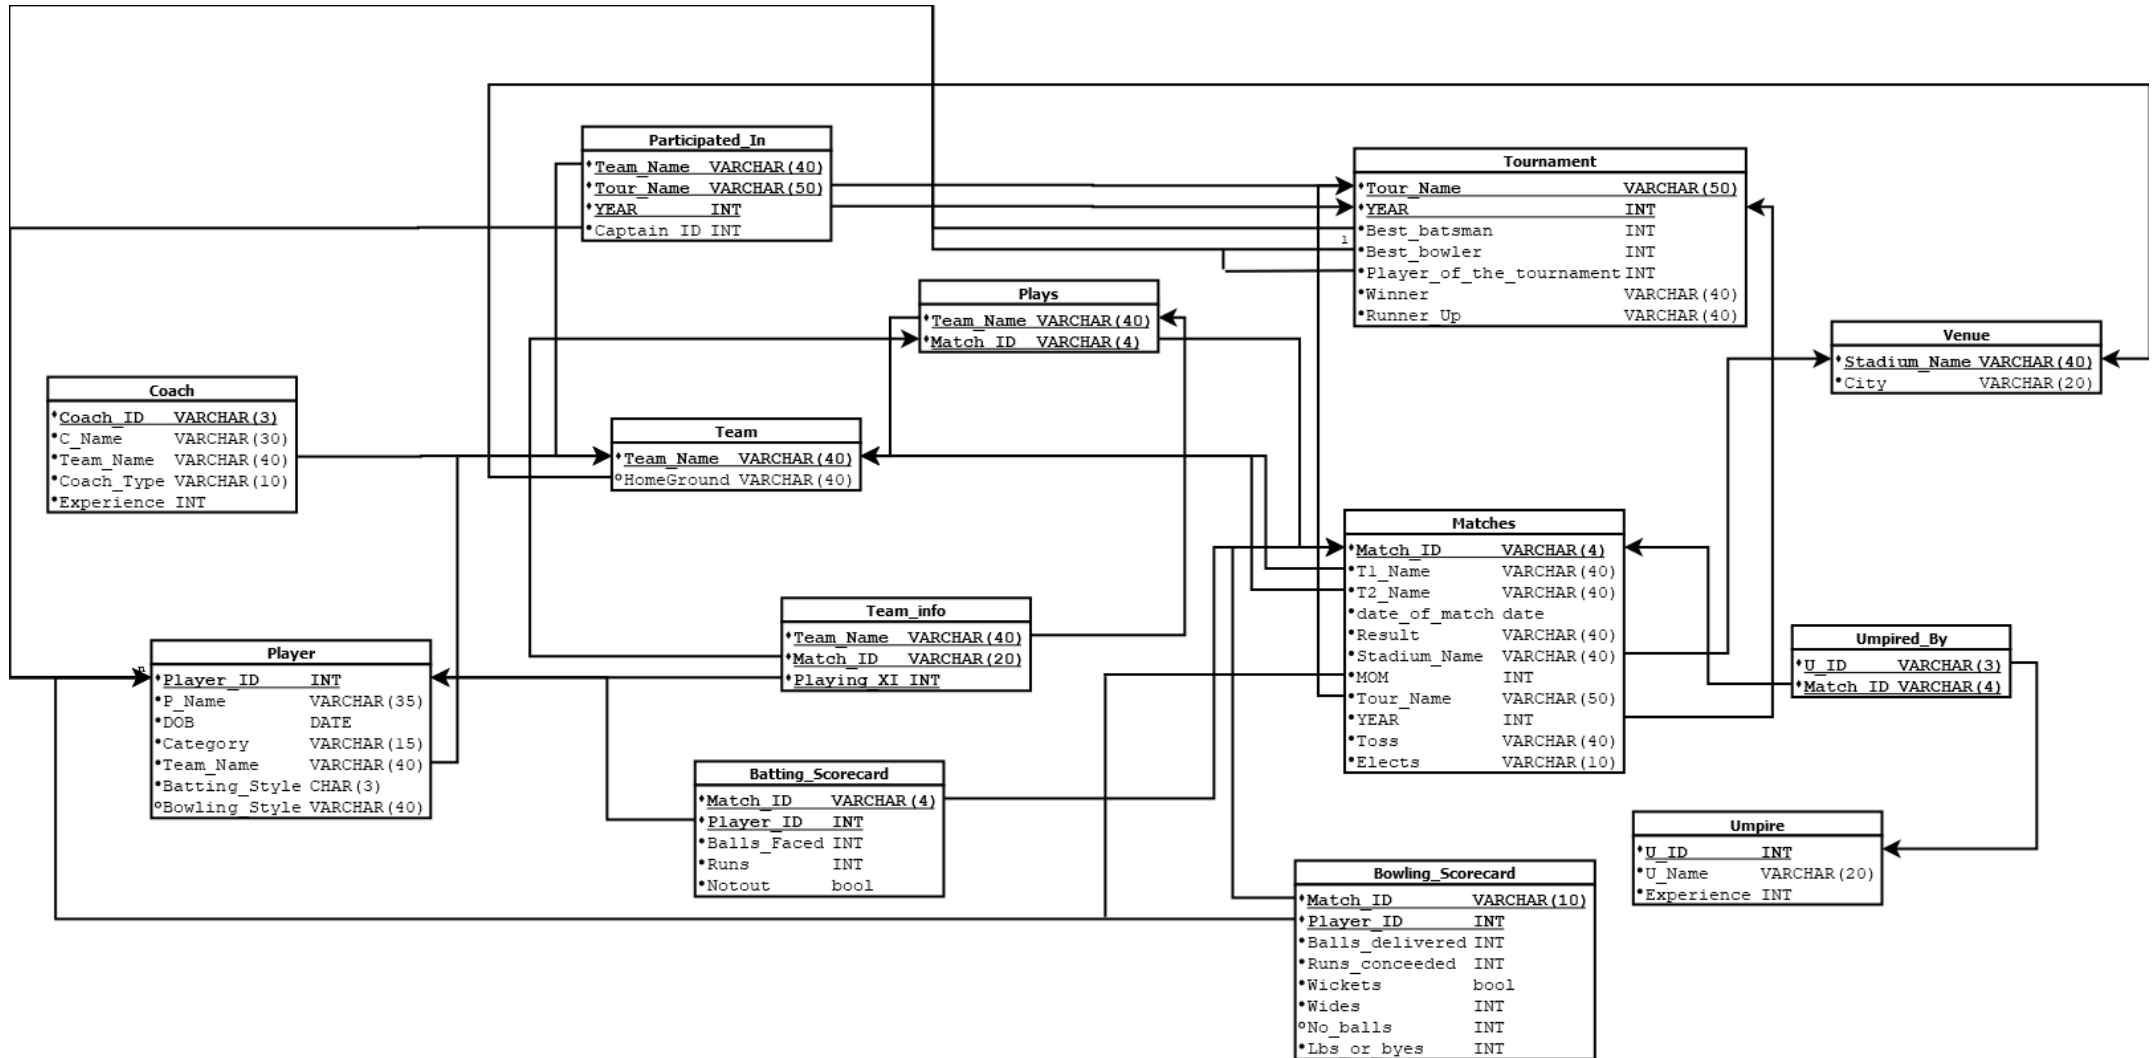 Participated_In
Team_Name VARCHAR(40)
Tour_Name VARCHAR(50)
YEAR INT
Captain_ID INT
Tournament
Tour_Name VARCHAR(50)
YEAR INT
Best_batsman INT
1
Best_bowler INT
Player_of_the_tournament INT
Winner VARCHAR(40)
Runner_Up VARCHAR(40)
Plays
Team_Name VARCHAR(40)
Match_ID VARCHAR(4)
Venue
Stadium_Name VARCHAR(40)
City VARCHAR(20)
Coach
Coach_ID VARCHAR(3)
C_Name VARCHAR(30)
Team_Name VARCHAR(40)
Coach_Type VARCHAR(10)
Experience INT
Team
Team_Name VARCHAR(40)
HomeGround VARCHAR(40)
Matches
Match_ID VARCHAR(4)
T1_Name VARCHAR(40)
T2_Name VARCHAR(40)
date_of_match date
Result VARCHAR(40)
Stadium_Name VARCHAR(40)
MOM INT
Tour_Name VARCHAR(50)
YEAR INT
Toss VARCHAR(40)
Elects VARCHAR(10)
Team_info
Team_Name VARCHAR(40)
Match_ID VARCHAR(20)
Playing_XI INT
Umpired_By
U_ID VARCHAR(3)
Match_ID VARCHAR(4)
Player
Player_ID INT
P_Name VARCHAR(35)
DOB DATE
Category VARCHAR(15)
Team_Name VARCHAR(40)
Batting_Style CHAR(3)
Bowling_Style VARCHAR(40)
Batting_Scorecard
Match_ID VARCHAR(4)
Player_ID INT
Balls_Faced INT
Runs INT
Notout bool
Umpire
U_ID INT
U_Name VARCHAR(20)
Experience INT
Bowling_Scorecard
Match_ID VARCHAR(10)
Player_ID INT
Balls_delivered INT
Runs_conceeded INT
Wickets bool
Wides INT
No_balls INT
Lbs_or_byes INT